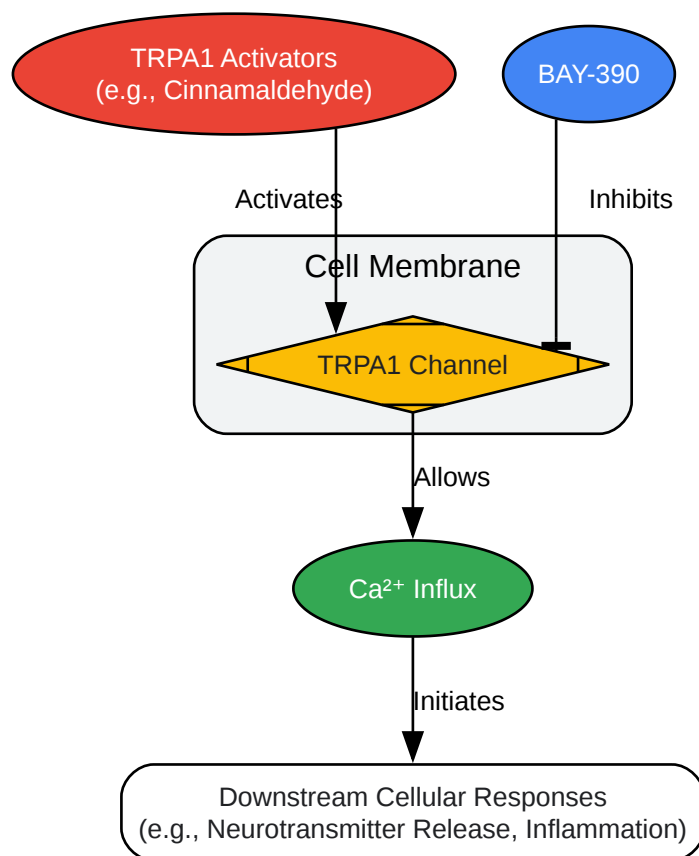 TRPA1 Activators
(e.g., Cinnamaldehyde)
BAY-390
Activates
Inhibits
Cell Membrane
TRPA1 Channel
Allows
Ca²⁺ Influx
Initiates
Downstream Cellular Responses
(e.g., Neurotransmitter Release, Inflammation)